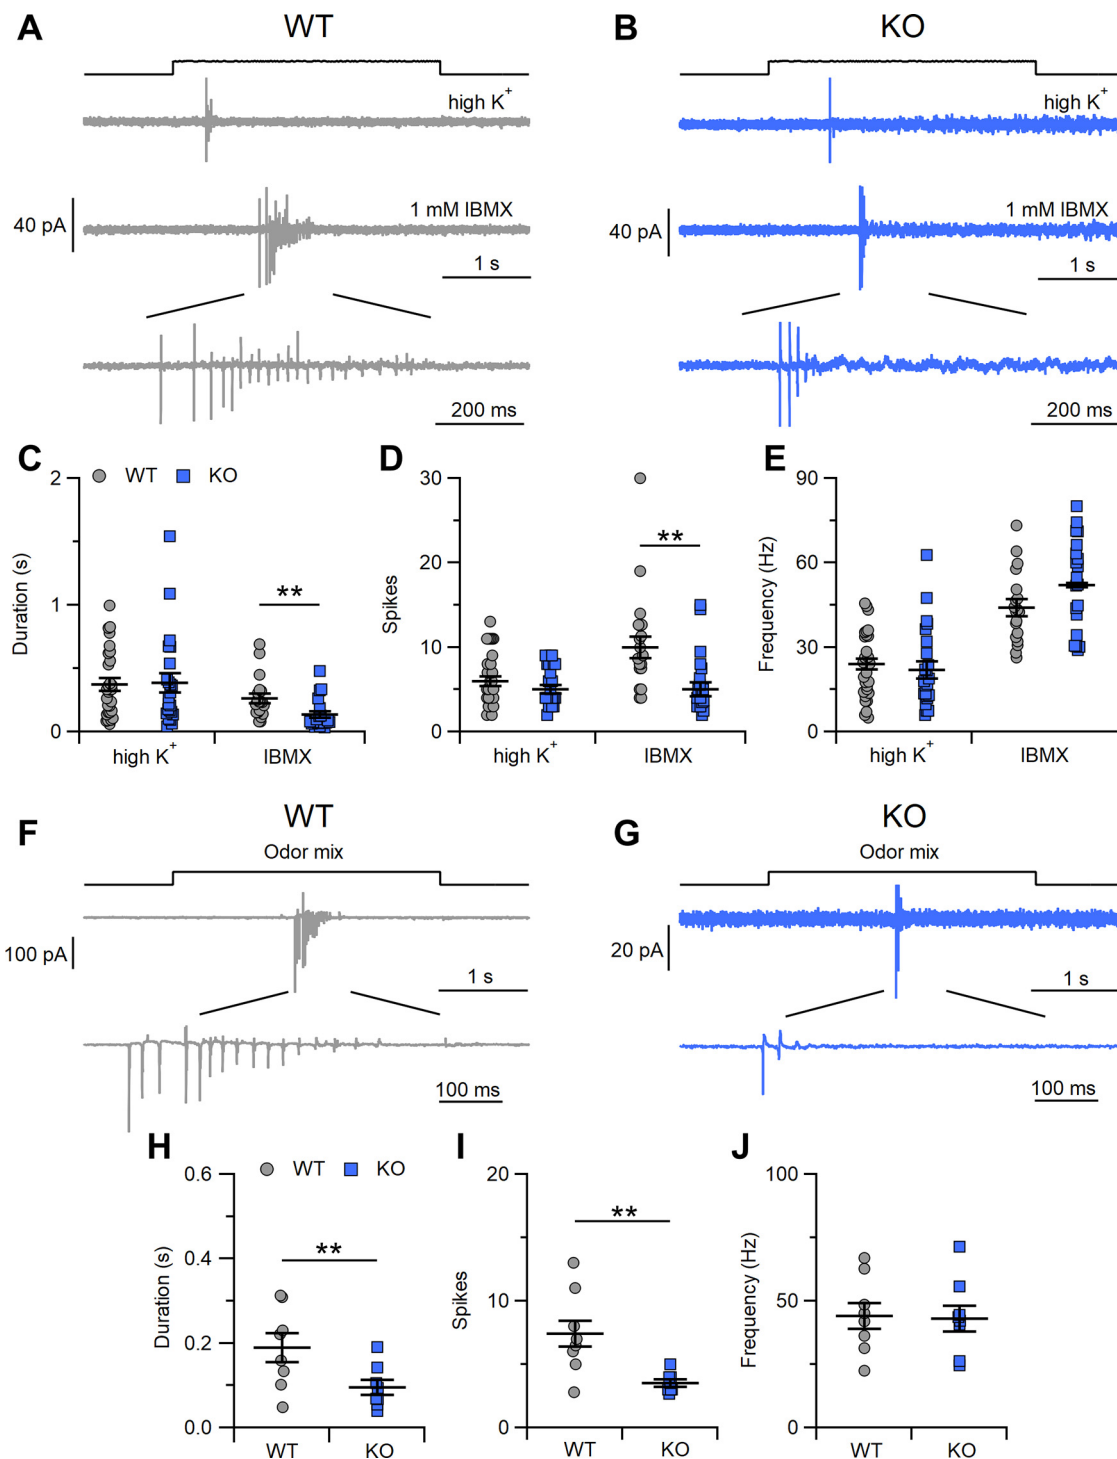 A WT B KO
high K+ high K+
1 mM IBMX 1 mM IBMX
40 pA 40 pA
1 s 1 s
200 ms 200 ms
C WT KO D E
2 30 90
Duration (s) Spikes Frequency (Hz)
** **
20 60
1
10 30
0 0 0
high K+ IBMX high K+ IBMX high K+ IBMX
F WT G KO
Odor mix Odor mix
100 pA 20 pA
1 s 1 s
100 ms 100 ms
H WT KO I J
0.6 20 100
Duration (s) Spikes Frequency (Hz)
** **
0.4
10 50
0.2
0.0 0 0
WT KO WT KO WT KO